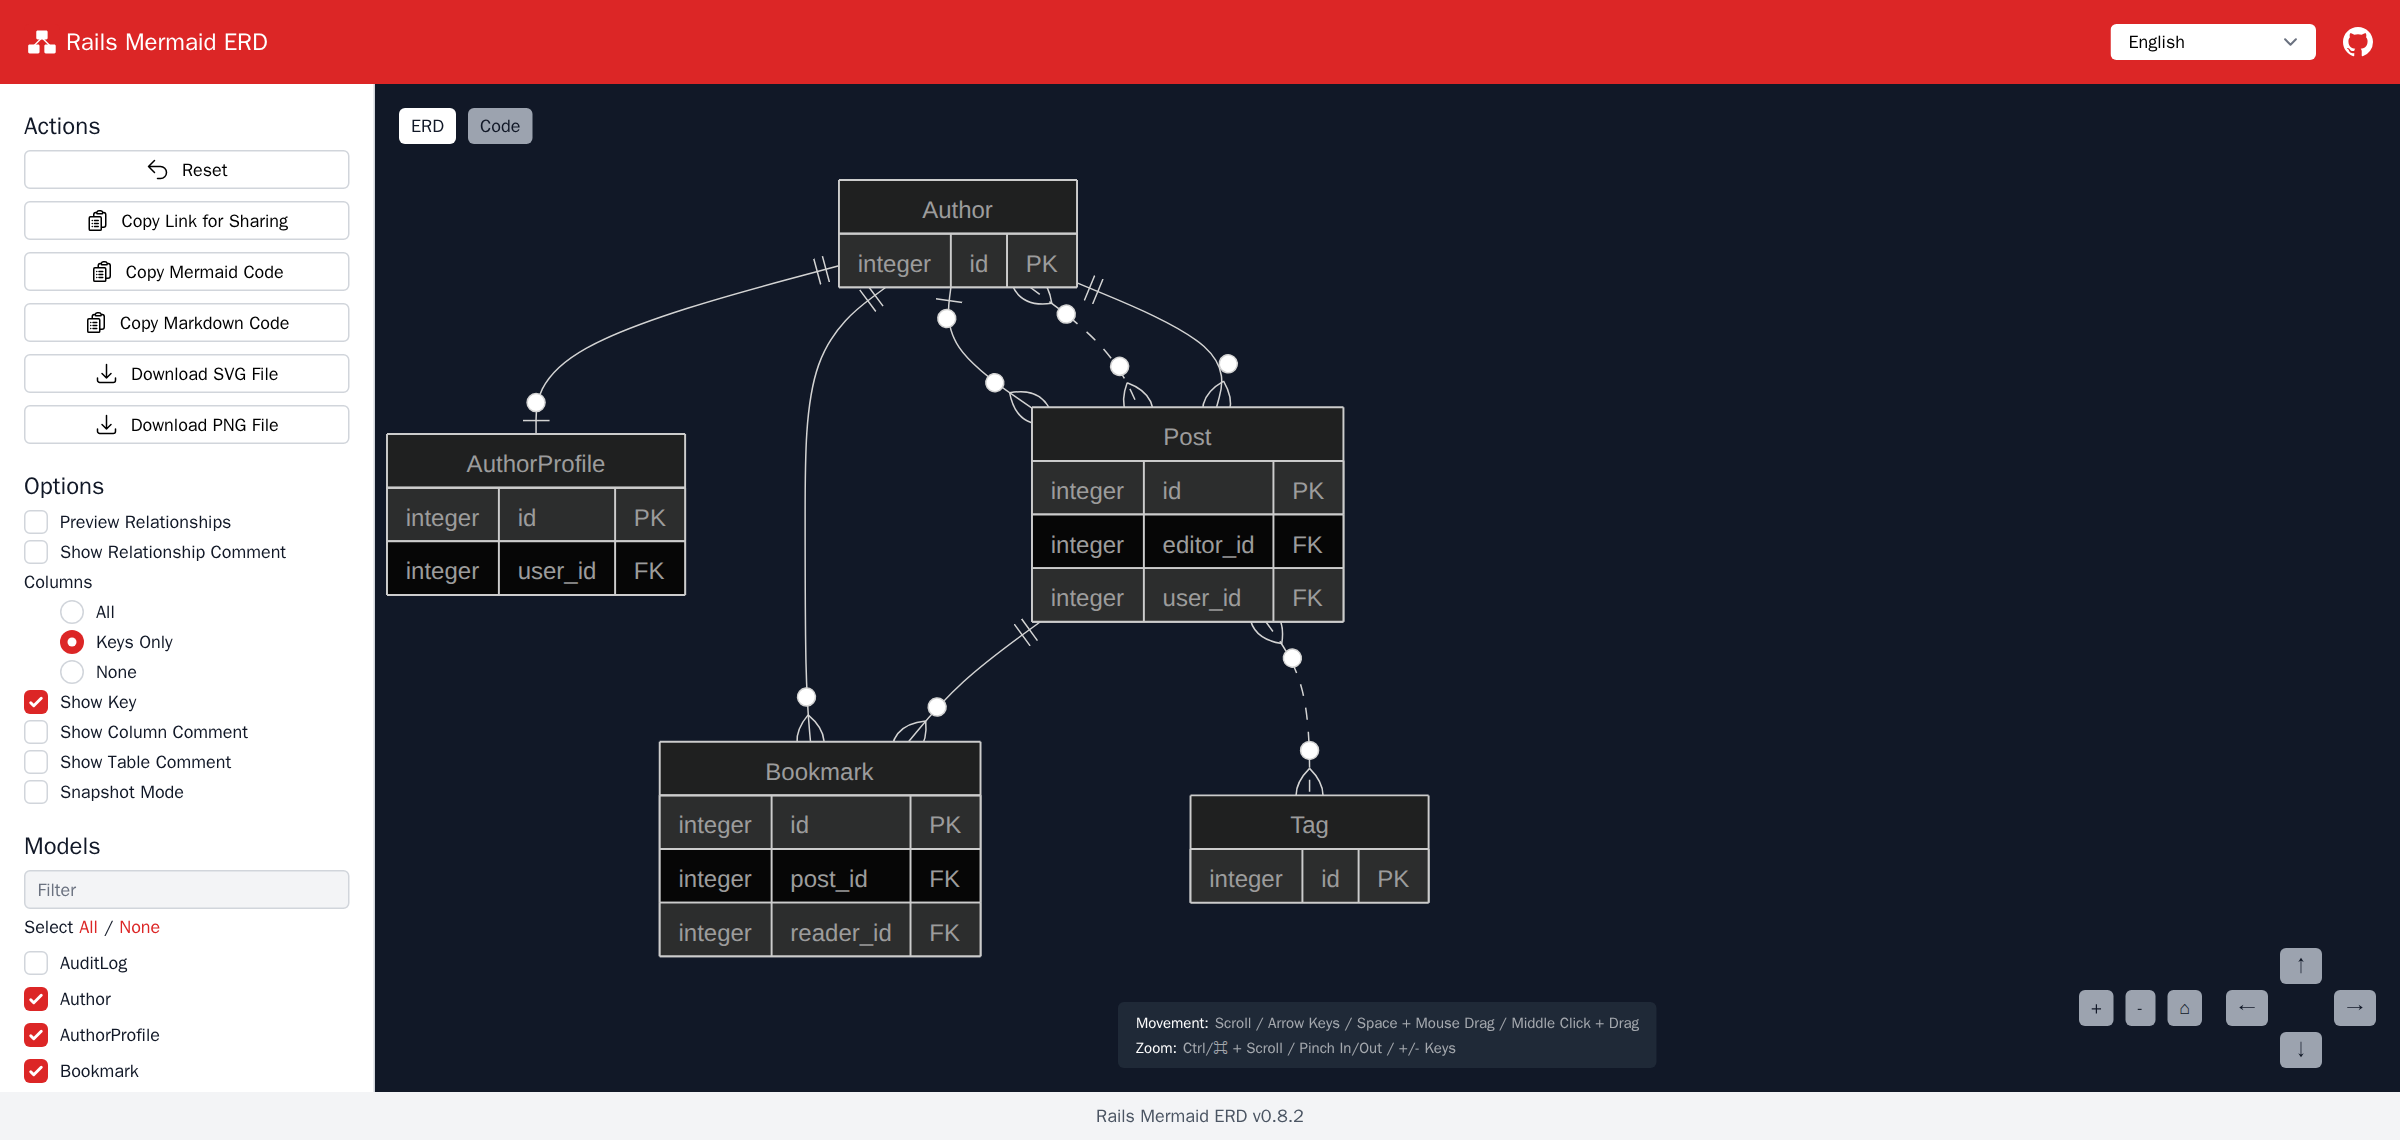 Rails Mermaid ERD
English
Actions
Reset
Copy Link for Sharing
Copy Mermaid Code
Copy Markdown Code
Download SVG File
Download PNG File
Options
Preview Relationships
Show Relationship Comment
Columns
All
Keys Only
None
Show Key
Show Column Comment
Show Table Comment
Snapshot Mode
Models
Filter
Select All / None
AuditLog
Author
AuthorProfile
Bookmark
ERD Code
Author
integer id PK
AuthorProfile
integer id PK
integer user_id FK
Post
integer id PK
integer editor_id FK
integer user_id FK
Bookmark
integer id PK
integer post_id FK
integer reader_id FK
Tag
integer id PK
Movement: Scroll / Arrow Keys / Space + Mouse Drag / Middle Click + Drag
Zoom: Ctrl/⌘ + Scroll / Pinch In/Out / +/- Keys
↑
+ - ⌂ ← →
↓
Rails Mermaid ERD v0.8.2